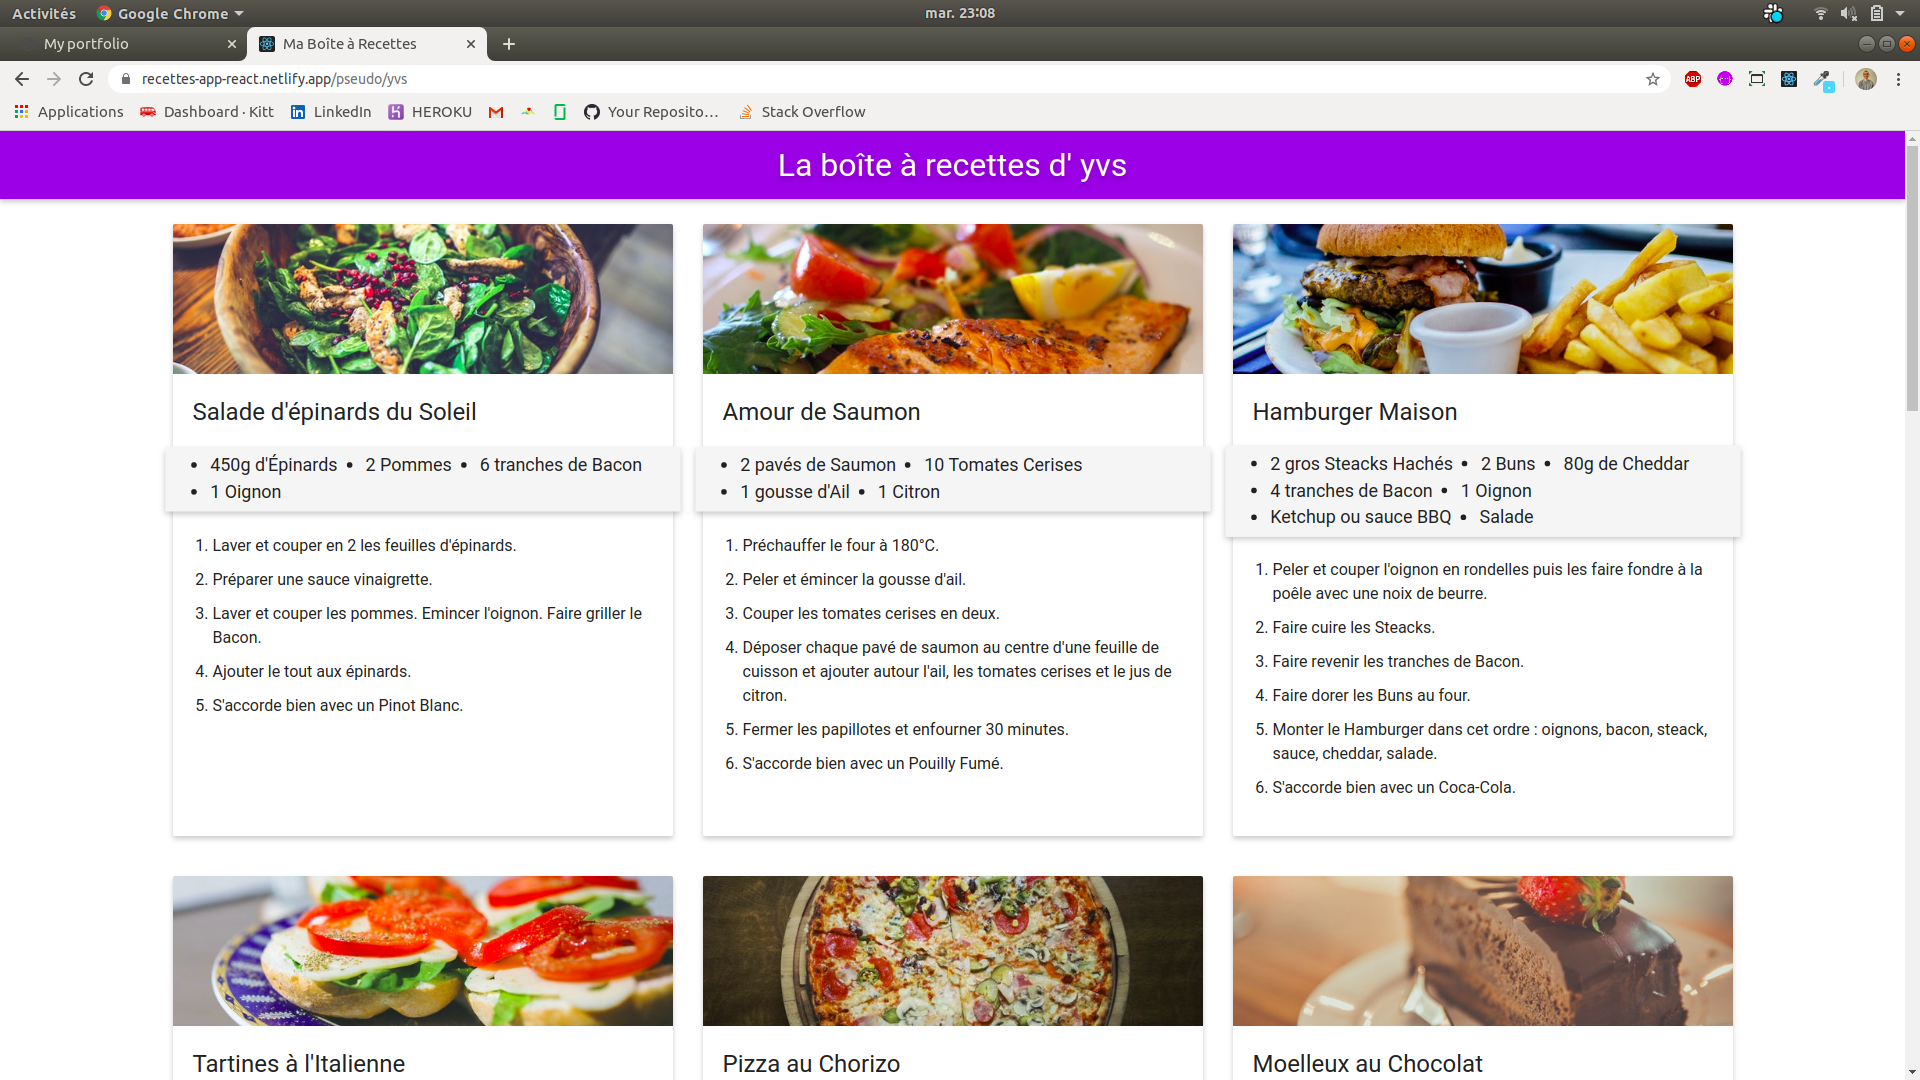 Activités
Google Chrome
mar. 23:08
My portfolio
Ma Boîte à Recettes
recettes-app-react.netlify.app/pseudo/yvs
ABP
Applications
Dashboard · Kitt
LinkedIn
HEROKU
Your Reposito…
Stack Overflow
La boîte à recettes d' yvs
Salade d'épinards du Soleil
• 450g d'Épinards • 2 Pommes • 6 tranches de Bacon
• 1 Oignon
1. Laver et couper en 2 les feuilles d'épinards.
2. Préparer une sauce vinaigrette.
3. Laver et couper les pommes. Emincer l'oignon. Faire griller le
Bacon.
4. Ajouter le tout aux épinards.
5. S'accorde bien avec un Pinot Blanc.
Amour de Saumon
• 2 pavés de Saumon • 10 Tomates Cerises
• 1 gousse d'Ail • 1 Citron
1. Préchauffer le four à 180°C.
2. Peler et émincer la gousse d'ail.
3. Couper les tomates cerises en deux.
4. Déposer chaque pavé de saumon au centre d'une feuille de
cuisson et ajouter autour l'ail, les tomates cerises et le jus de
citron.
5. Fermer les papillotes et enfourner 30 minutes.
6. S'accorde bien avec un Pouilly Fumé.
Hamburger Maison
• 2 gros Steacks Hachés • 2 Buns • 80g de Cheddar
• 4 tranches de Bacon • 1 Oignon
• Ketchup ou sauce BBQ • Salade
1. Peler et couper l'oignon en rondelles puis les faire fondre à la
poêle avec une noix de beurre.
2. Faire cuire les Steacks.
3. Faire revenir les tranches de Bacon.
4. Faire dorer les Buns au four.
5. Monter le Hamburger dans cet ordre : oignons, bacon, steack,
sauce, cheddar, salade.
6. S'accorde bien avec un Coca-Cola.
Tartines à l'Italienne
Pizza au Chorizo
Moelleux au Chocolat